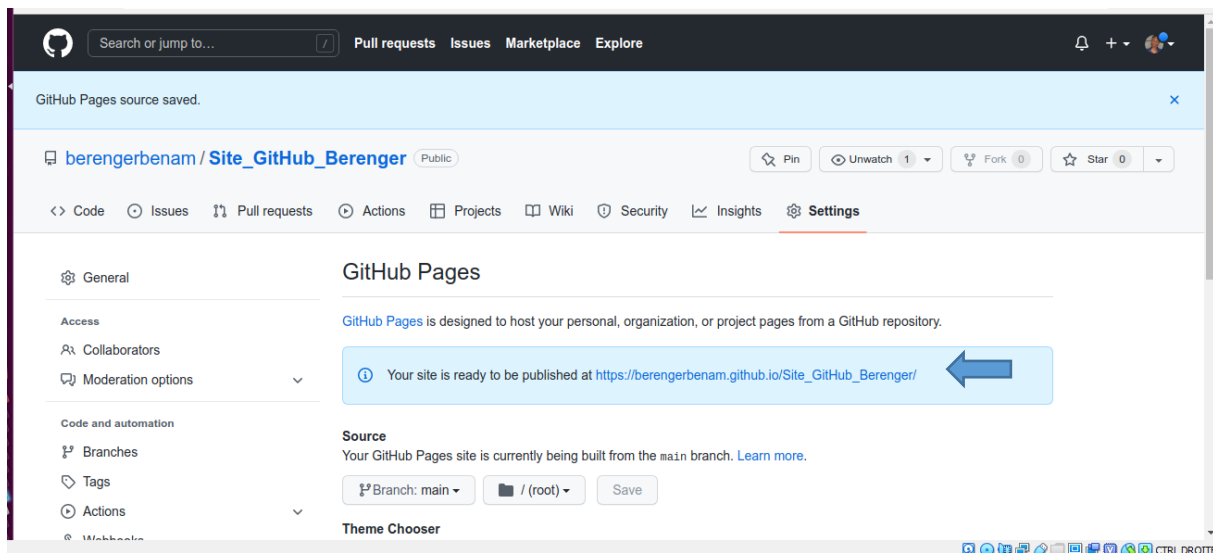 Search or jump to... / Pull requests Issues Marketplace Explore
GitHub Pages source saved.
berengerbenam / Site_GitHub_Berenger Public Pin Unwatch 1 Fork 0 Star 0
Code Issues Pull requests Actions Projects Wiki Security Insights Settings
General
Access
Collaborators
Moderation options
Code and automation
Branches
Tags
Actions
Webhooks
GitHub Pages
GitHub Pages is designed to host your personal, organization, or project pages from a GitHub repository.
Your site is ready to be published at https://berengerbenam.github.io/Site_GitHub_Berenger/
Source
Your GitHub Pages site is currently being built from the main branch. Learn more.
Branch: main / (root) Save
Theme Chooser
CTRL DROITE